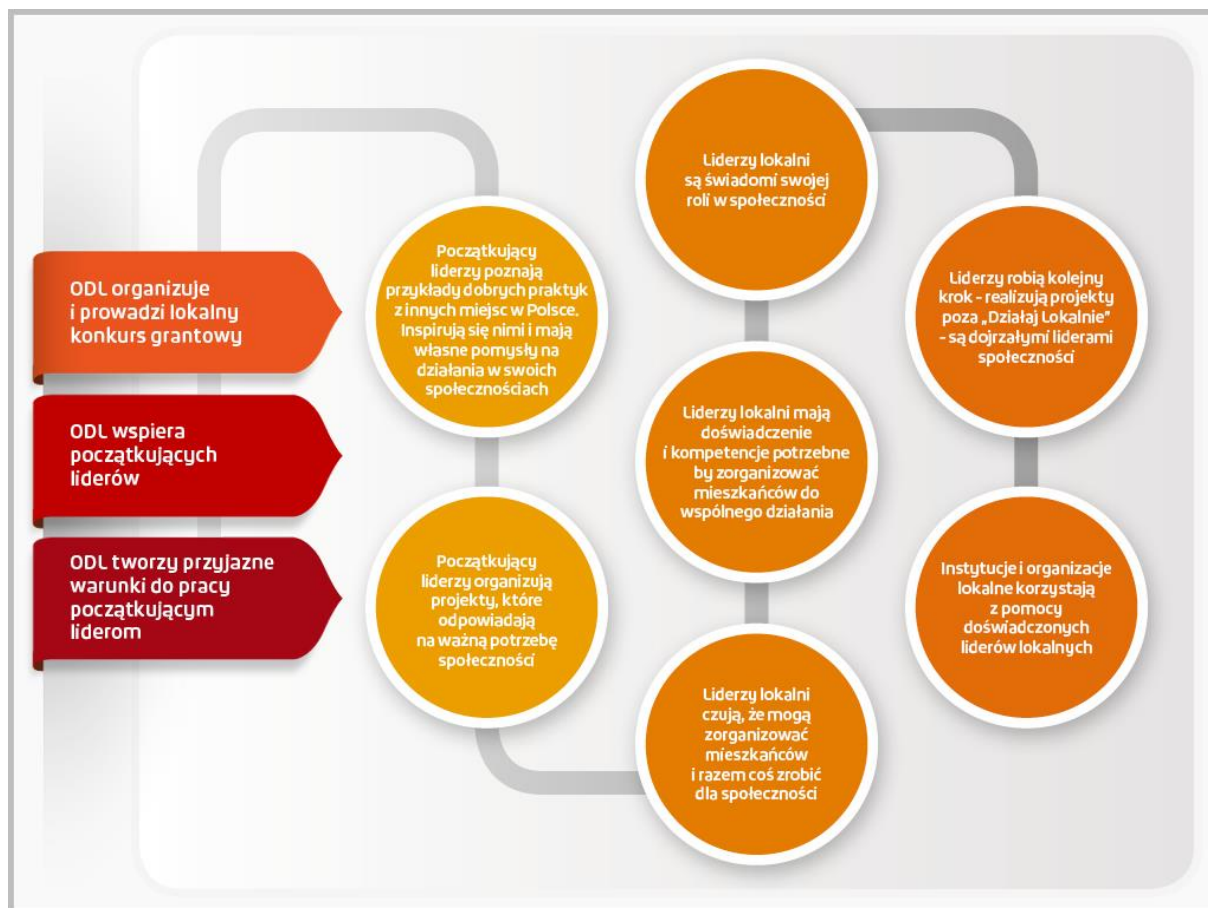 ODL organizuje
i prowadzi lokalny
konkurs grantowy
ODL wspiera
początkujących
liderów
ODL tworzy przyjazne
warunki do pracy
początkującym
liderom
Początkujący
liderzy poznają
przykłady dobrych praktyk
z innych miejsc w Polsce.
Inspirują się nimi i mają
własne pomysły na
działania w swoich
społecznościach
Początkujący
liderzy organizują
projekty, które
odpowiadają
na ważną potrzebę
społeczności
Liderzy lokalni
są świadomi swojej
roli w społeczności
Liderzy lokalni mają
doświadczenie
i kompetencje potrzebne
by zorganizować
mieszkańców do
wspólnego działania
Liderzy lokalni
czują, że mogą
zorganizować
mieszkańców
i razem coś zrobić
dla społeczności
Liderzy robią kolejny
krok - realizują projekty
poza „Działaj Lokalnie”
- są dojrzałymi liderami
społeczności
Instytucje i organizacje
lokalne korzystają
z pomocy
doświadczonych
liderów lokalnych